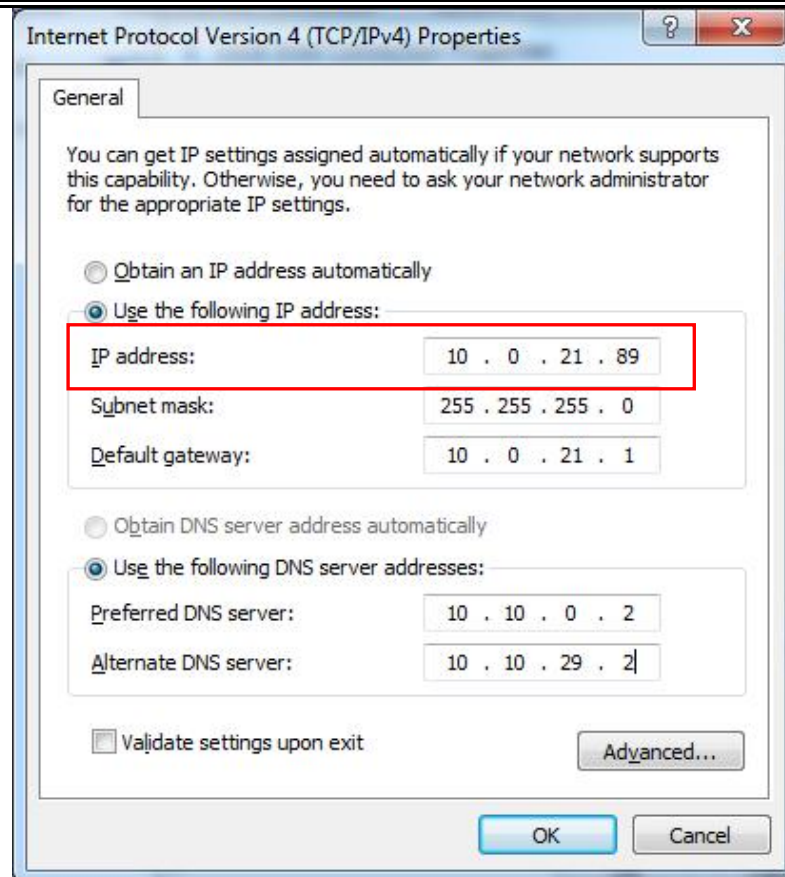 Internet Protocol Version 4 (TCP/IPv4) Properties
General
You can get IP settings assigned automatically if your network supports
this capability. Otherwise, you need to ask your network administrator
for the appropriate IP settings.
Obtain an IP address automatically
Use the following IP address:
IP address: 10 . 0 . 21 . 89
Subnet mask: 255 . 255 . 255 . 0
Default gateway: 10 . 0 . 21 . 1
Obtain DNS server address automatically
Use the following DNS server addresses:
Preferred DNS server: 10 . 10 . 0 . 2
Alternate DNS server: 10 . 10 . 29 . 2
Validate settings upon exit
Advanced...
OK Cancel